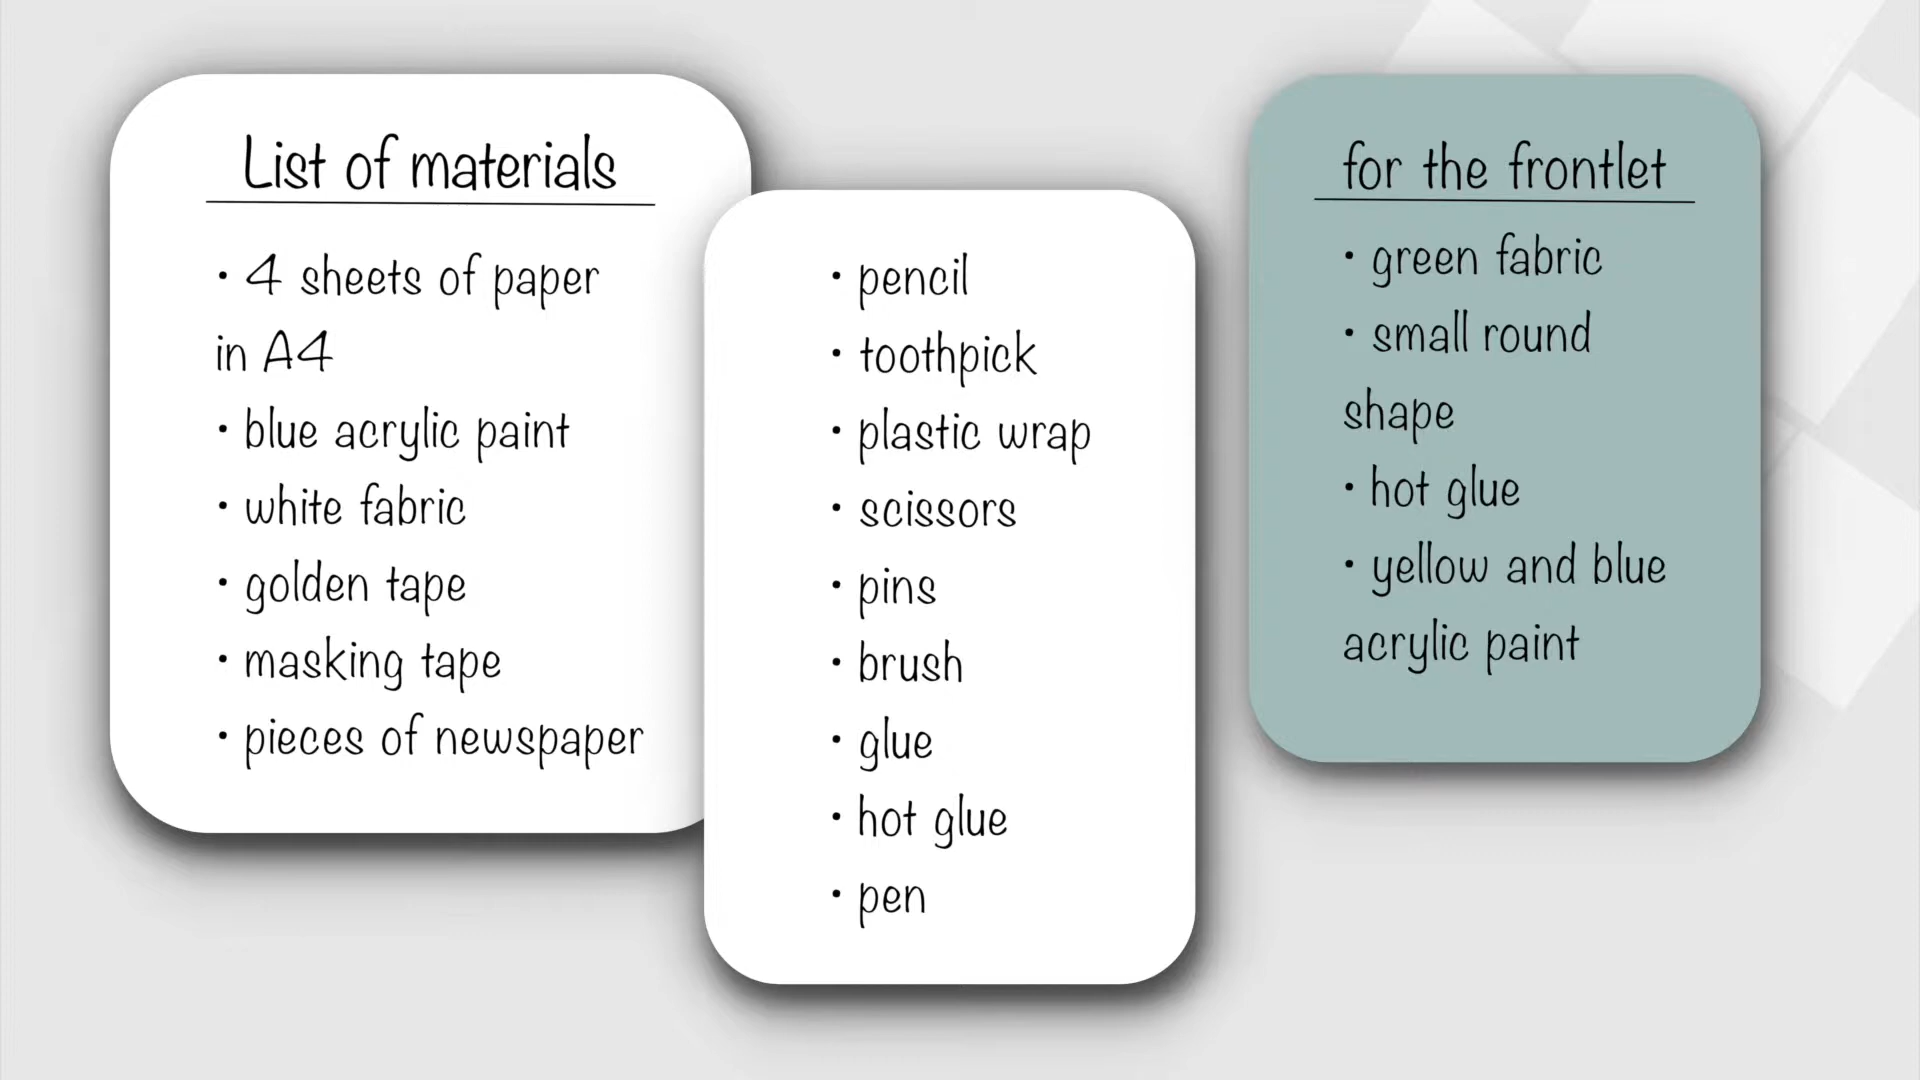 List of materials
• 4 sheets of paper
in A4
• blue acrylic paint
• white fabric
• golden tape
• masking tape
• pieces of newspaper
• pencil
• toothpick
• plastic wrap
• scissors
• pins
• brush
• glue
• hot glue
• pen
for the frontlet
• green fabric
• small round
shape
• hot glue
• yellow and blue
acrylic paint